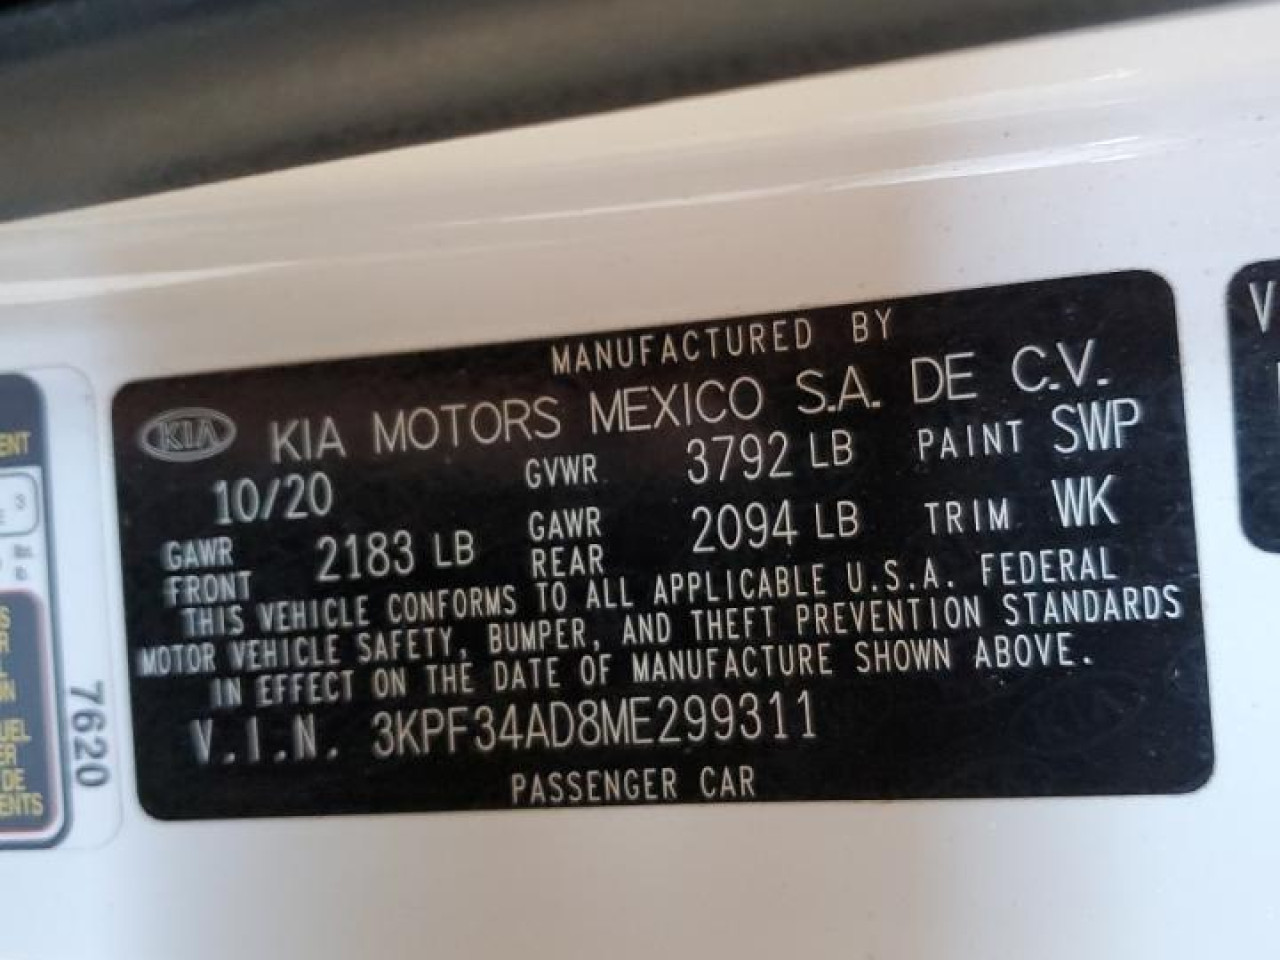 MANUFACTURED BY
KIA KIA MOTORS MEXICO S.A. DE C.V.
10/20 GVWR 3792 LB PAINT SWP
GAWR FRONT 2183 LB GAWR REAR 2094 LB TRIM WK
THIS VEHICLE CONFORMS TO ALL APPLICABLE U.S.A. FEDERAL
MOTOR VEHICLE SAFETY, BUMPER, AND THEFT PREVENTION STANDARDS
IN EFFECT ON THE DATE OF MANUFACTURE SHOWN ABOVE.
V.I.N. 3KPF34AD8ME299311
PASSENGER CAR
7620
DE